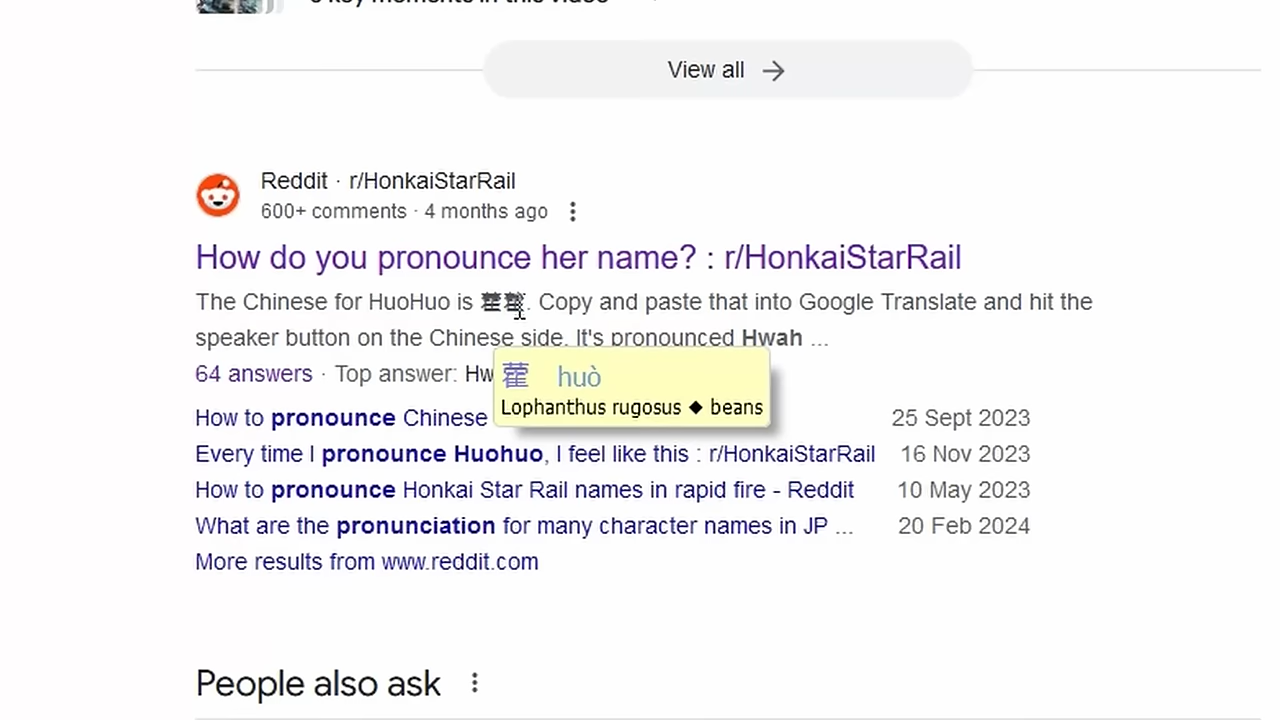 View all
Reddit · r/HonkaiStarRail
600+ comments · 4 months ago
How do you pronounce her name? : r/HonkaiStarRail
The Chinese for HuoHuo is 藿藿. Copy and paste that into Google Translate and hit the
speaker button on the Chinese side. It's pronounced Hwah ...
64 answers · Top answer: Hw
藿 huò
Lophanthus rugosus ◆ beans
How to pronounce Chinese
25 Sept 2023
Every time I pronounce Huohuo, I feel like this : r/HonkaiStarRail
16 Nov 2023
How to pronounce Honkai Star Rail names in rapid fire - Reddit
10 May 2023
What are the pronunciation for many character names in JP ...
20 Feb 2024
More results from www.reddit.com
People also ask